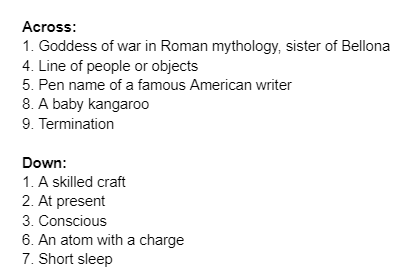 Across:
1. Goddess of war in Roman mythology, sister of Bellona
4. Line of people or objects
5. Pen name of a famous American writer
8. A baby kangaroo
9. Termination
Down:
1. A skilled craft
2. At present
3. Conscious
6. An atom with a charge
7. Short sleep